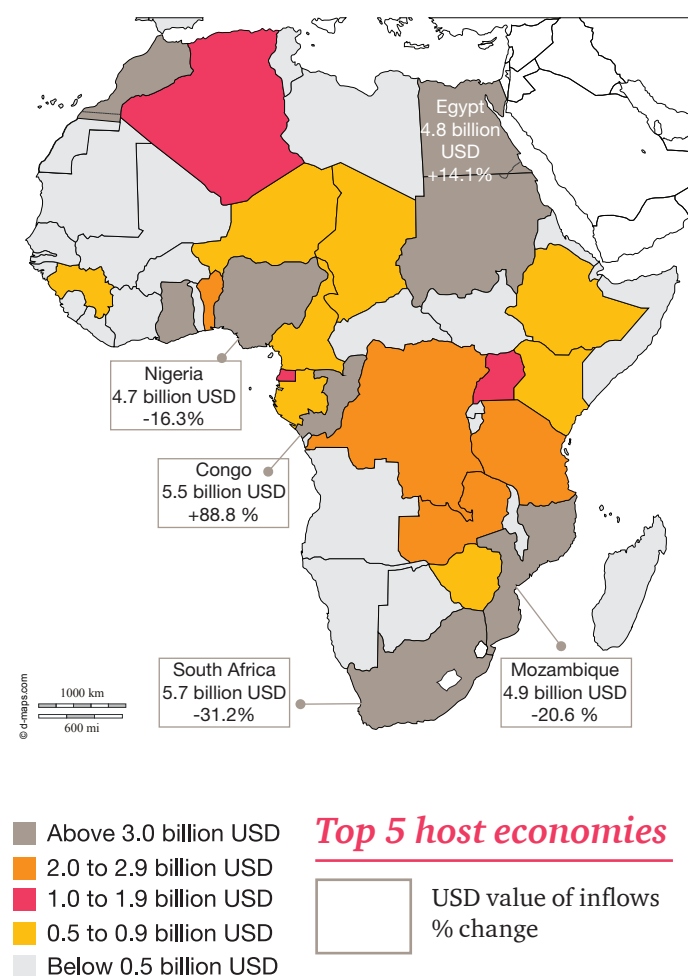 Egypt
4.8 billion
USD
+14.1%
Nigeria
4.7 billion USD
-16.3%
Congo
5.5 billion USD
+88.8 %
South Africa
5.7 billion USD
-31.2%
Mozambique
4.9 billion USD
-20.6 %
© d-maps.com
1000 km
600 mi
Above 3.0 billion USD
2.0 to 2.9 billion USD
1.0 to 1.9 billion USD
0.5 to 0.9 billion USD
Below 0.5 billion USD
Top 5 host economies
USD value of inflows
% change